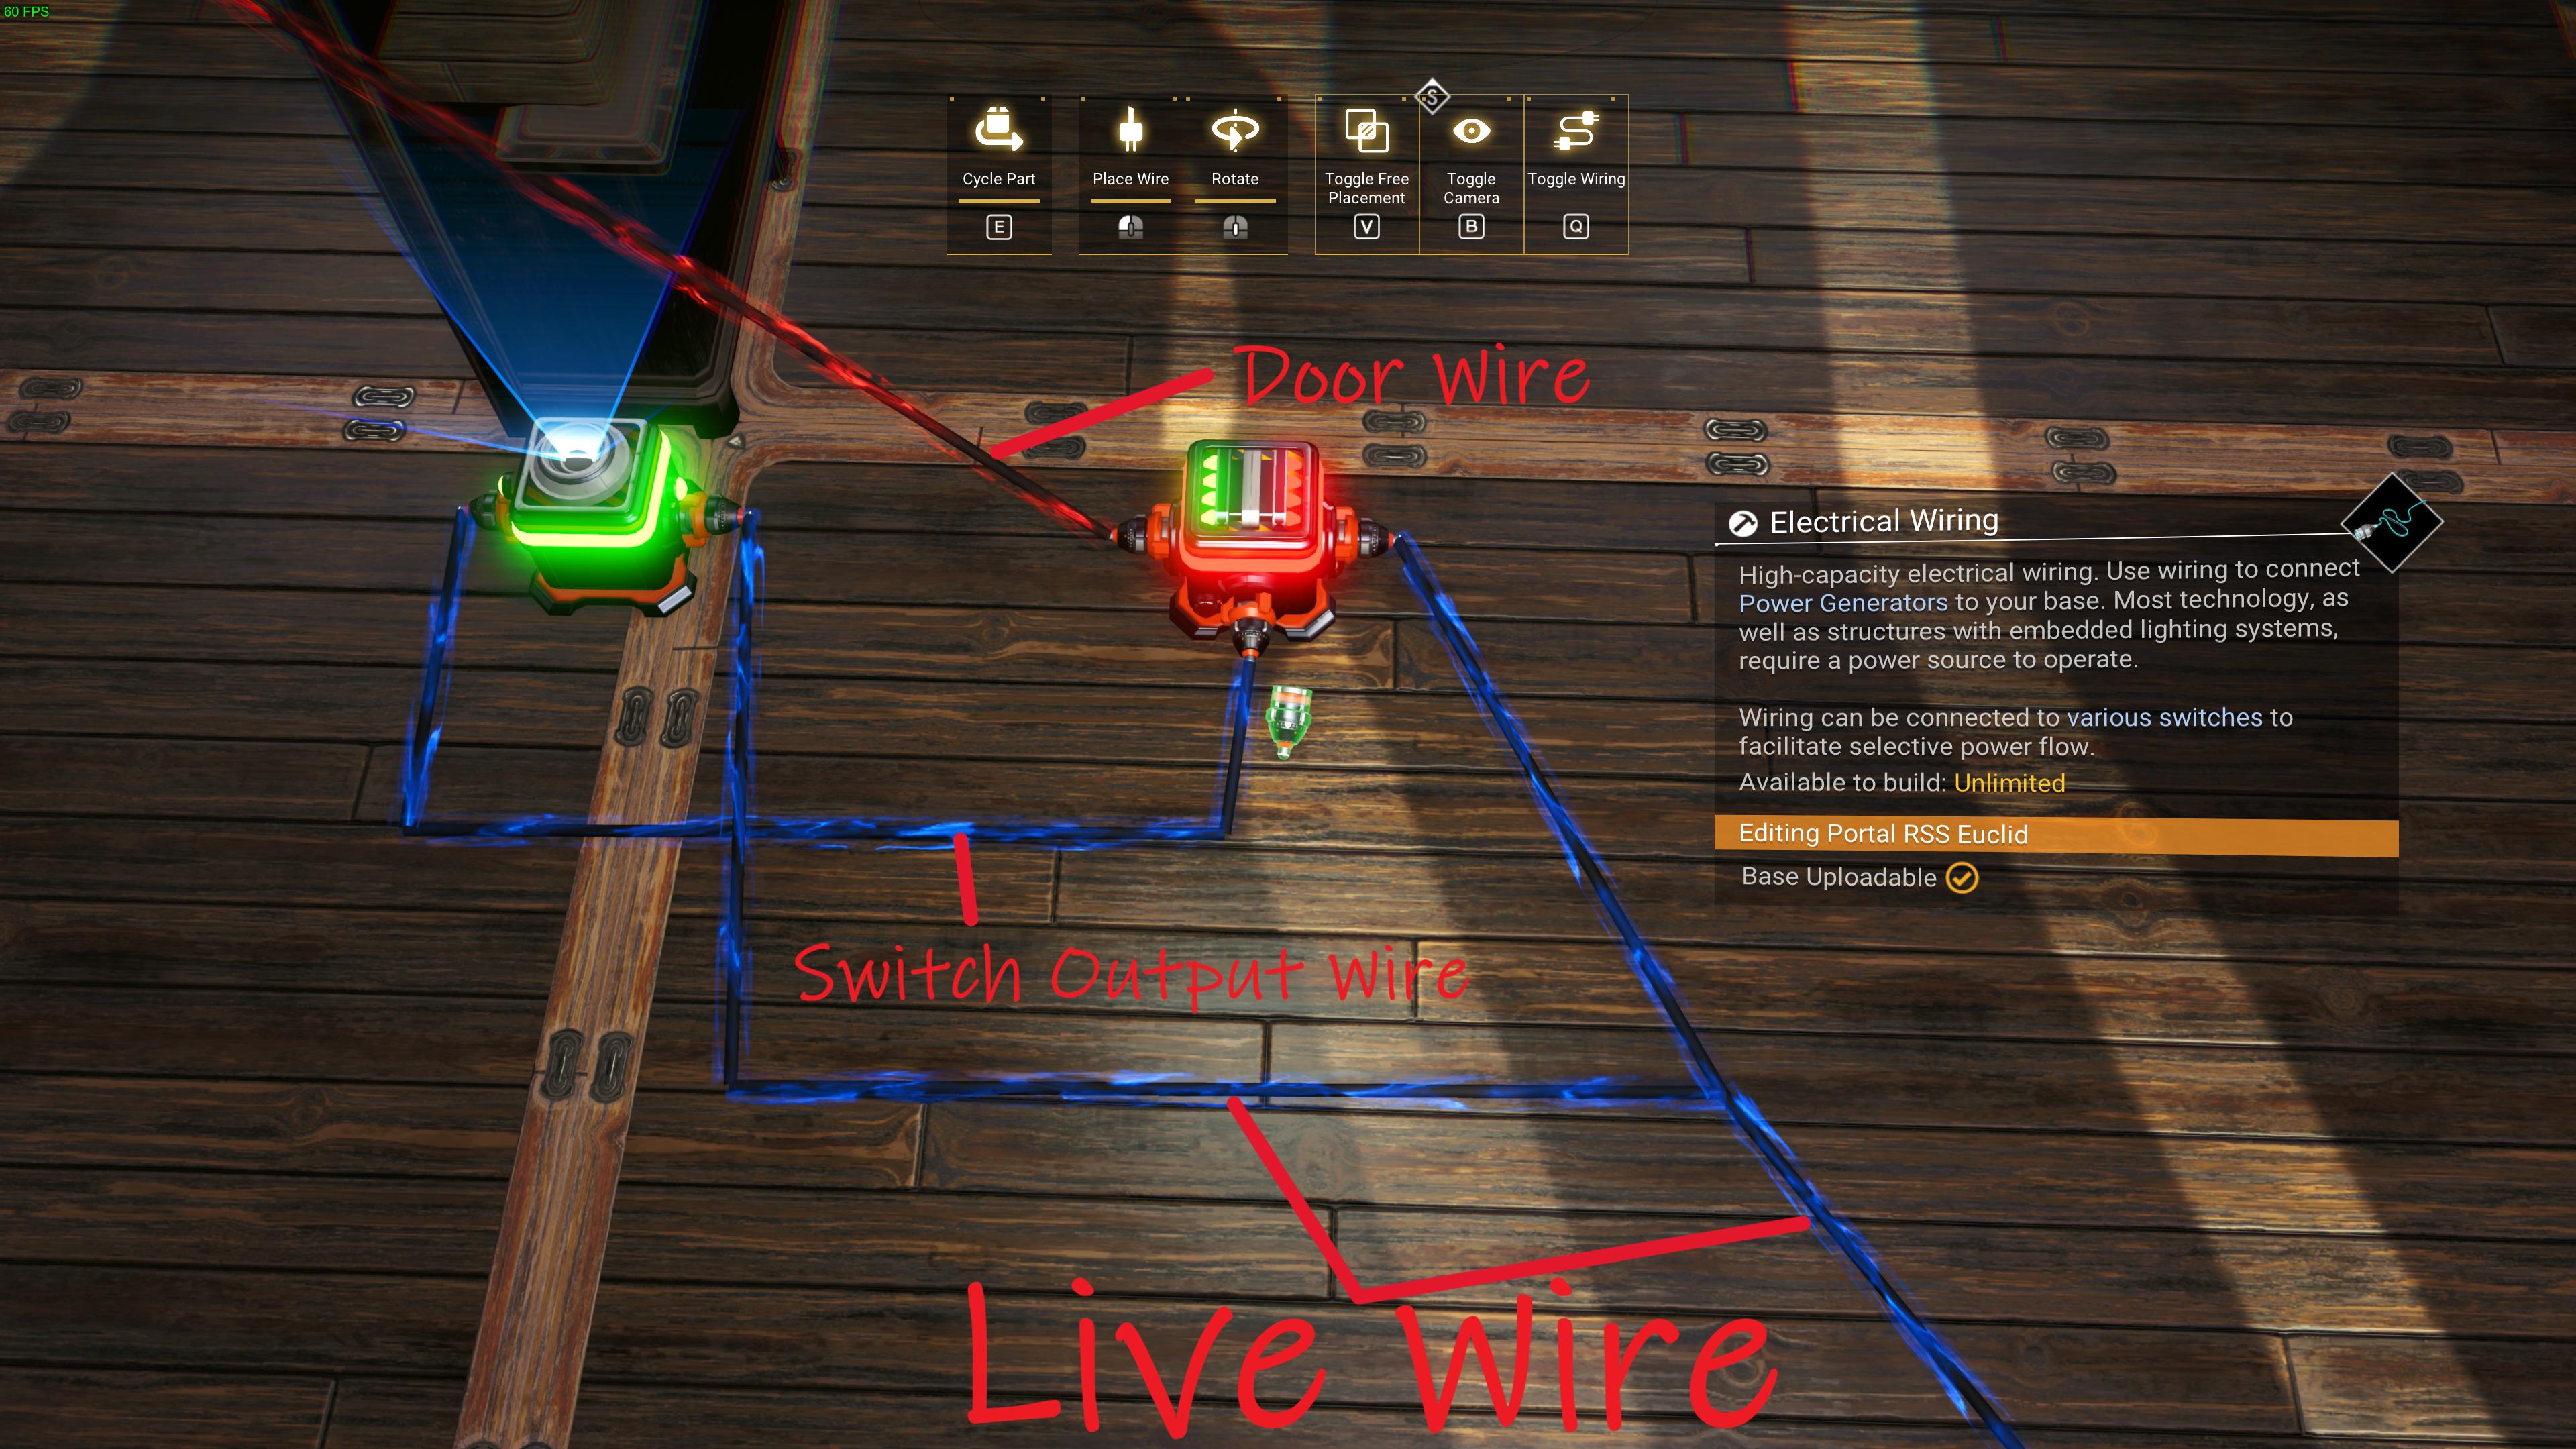 60 FPS
S
Cycle Part
Place Wire
Rotate
Toggle Free
Placement
Toggle
Camera
Toggle Wiring
E
V
B
Q
Door Wire
Electrical Wiring
High-capacity electrical wiring. Use wiring to connect
Power Generators to your base. Most technology, as
well as structures with embedded lighting systems,
require a power source to operate.
Wiring can be connected to various switches to
facilitate selective power flow.
Available to build: Unlimited
Editing Portal RSS Euclid
Base Uploadable
Switch Output Wire
Live Wire